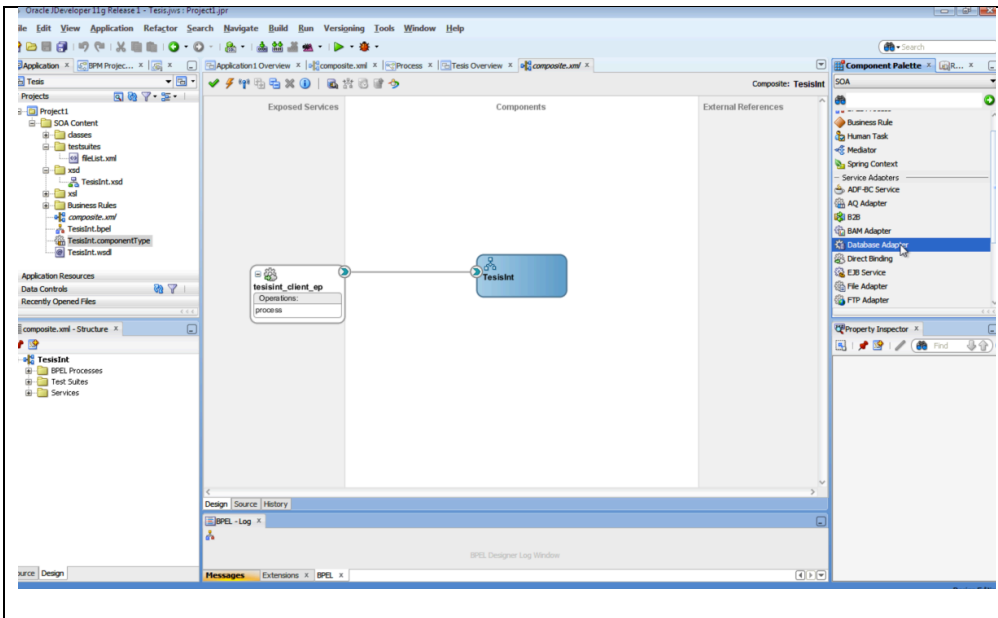 Oracle JDeveloper 11g Release 1 - Tesis.jws : Project1.jpr
Edit View Application Refactor Search Navigate Build Run Versioning Tools Window Help
Search
Application x BPM Projec... x x
Application1 Overview x composite.xml x Process x Tesis Overview x composite.xml x
Component Palette x R... x
Tesis
Composite: TesisInt
SOA
Projects
Project1
SOA Content
classes
testsuites
fileList.xml
xsd
TesisInt.xsd
xsl
Business Rules
composite.xml
TesisInt.bpel
TesisInt.componentType
TesisInt.wsdl
Application Resources
Data Controls
Recently Opened Files
composite.xml - Structure x
TesisInt
BPEL Processes
Test Suites
Services
Design
Exposed Services
Components
External References
tesisint_client_ep
Operations:
process
TesisInt
Design Source History
BPEL - Log x
BPEL Designer Log Window
Messages Extensions x BPEL x
Business Rule
Human Task
Mediator
Spring Context
Service Adapters
ADF-BC Service
AQ Adapter
B2B
BAM Adapter
Database Adapter
Direct Binding
EJB Service
File Adapter
FTP Adapter
Property Inspector x
Find